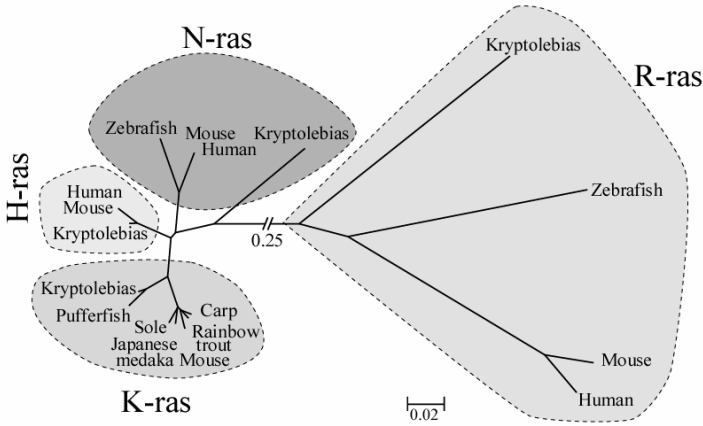 N-ras
Kryptolebias
R-ras
Zebrafish
Mouse
Human
Kryptolebias
H-ras
Human
Mouse
Kryptolebias
Zebrafish
0.25
Kryptolebias
Pufferfish
Carp
Sole
Rainbow
Japanese
trout
medaka
Mouse
Mouse
Human
K-ras
0.02